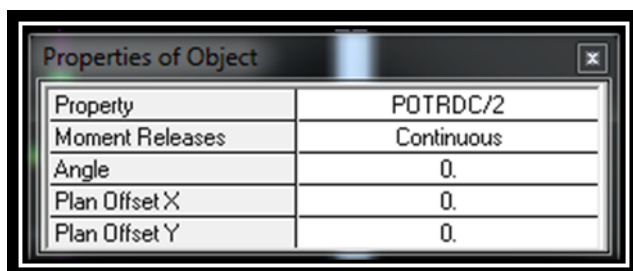 Properties of Object
Property POTRDC/2
Moment Releases Continuous
Angle 0.
Plan Offset X 0.
Plan Offset Y 0.